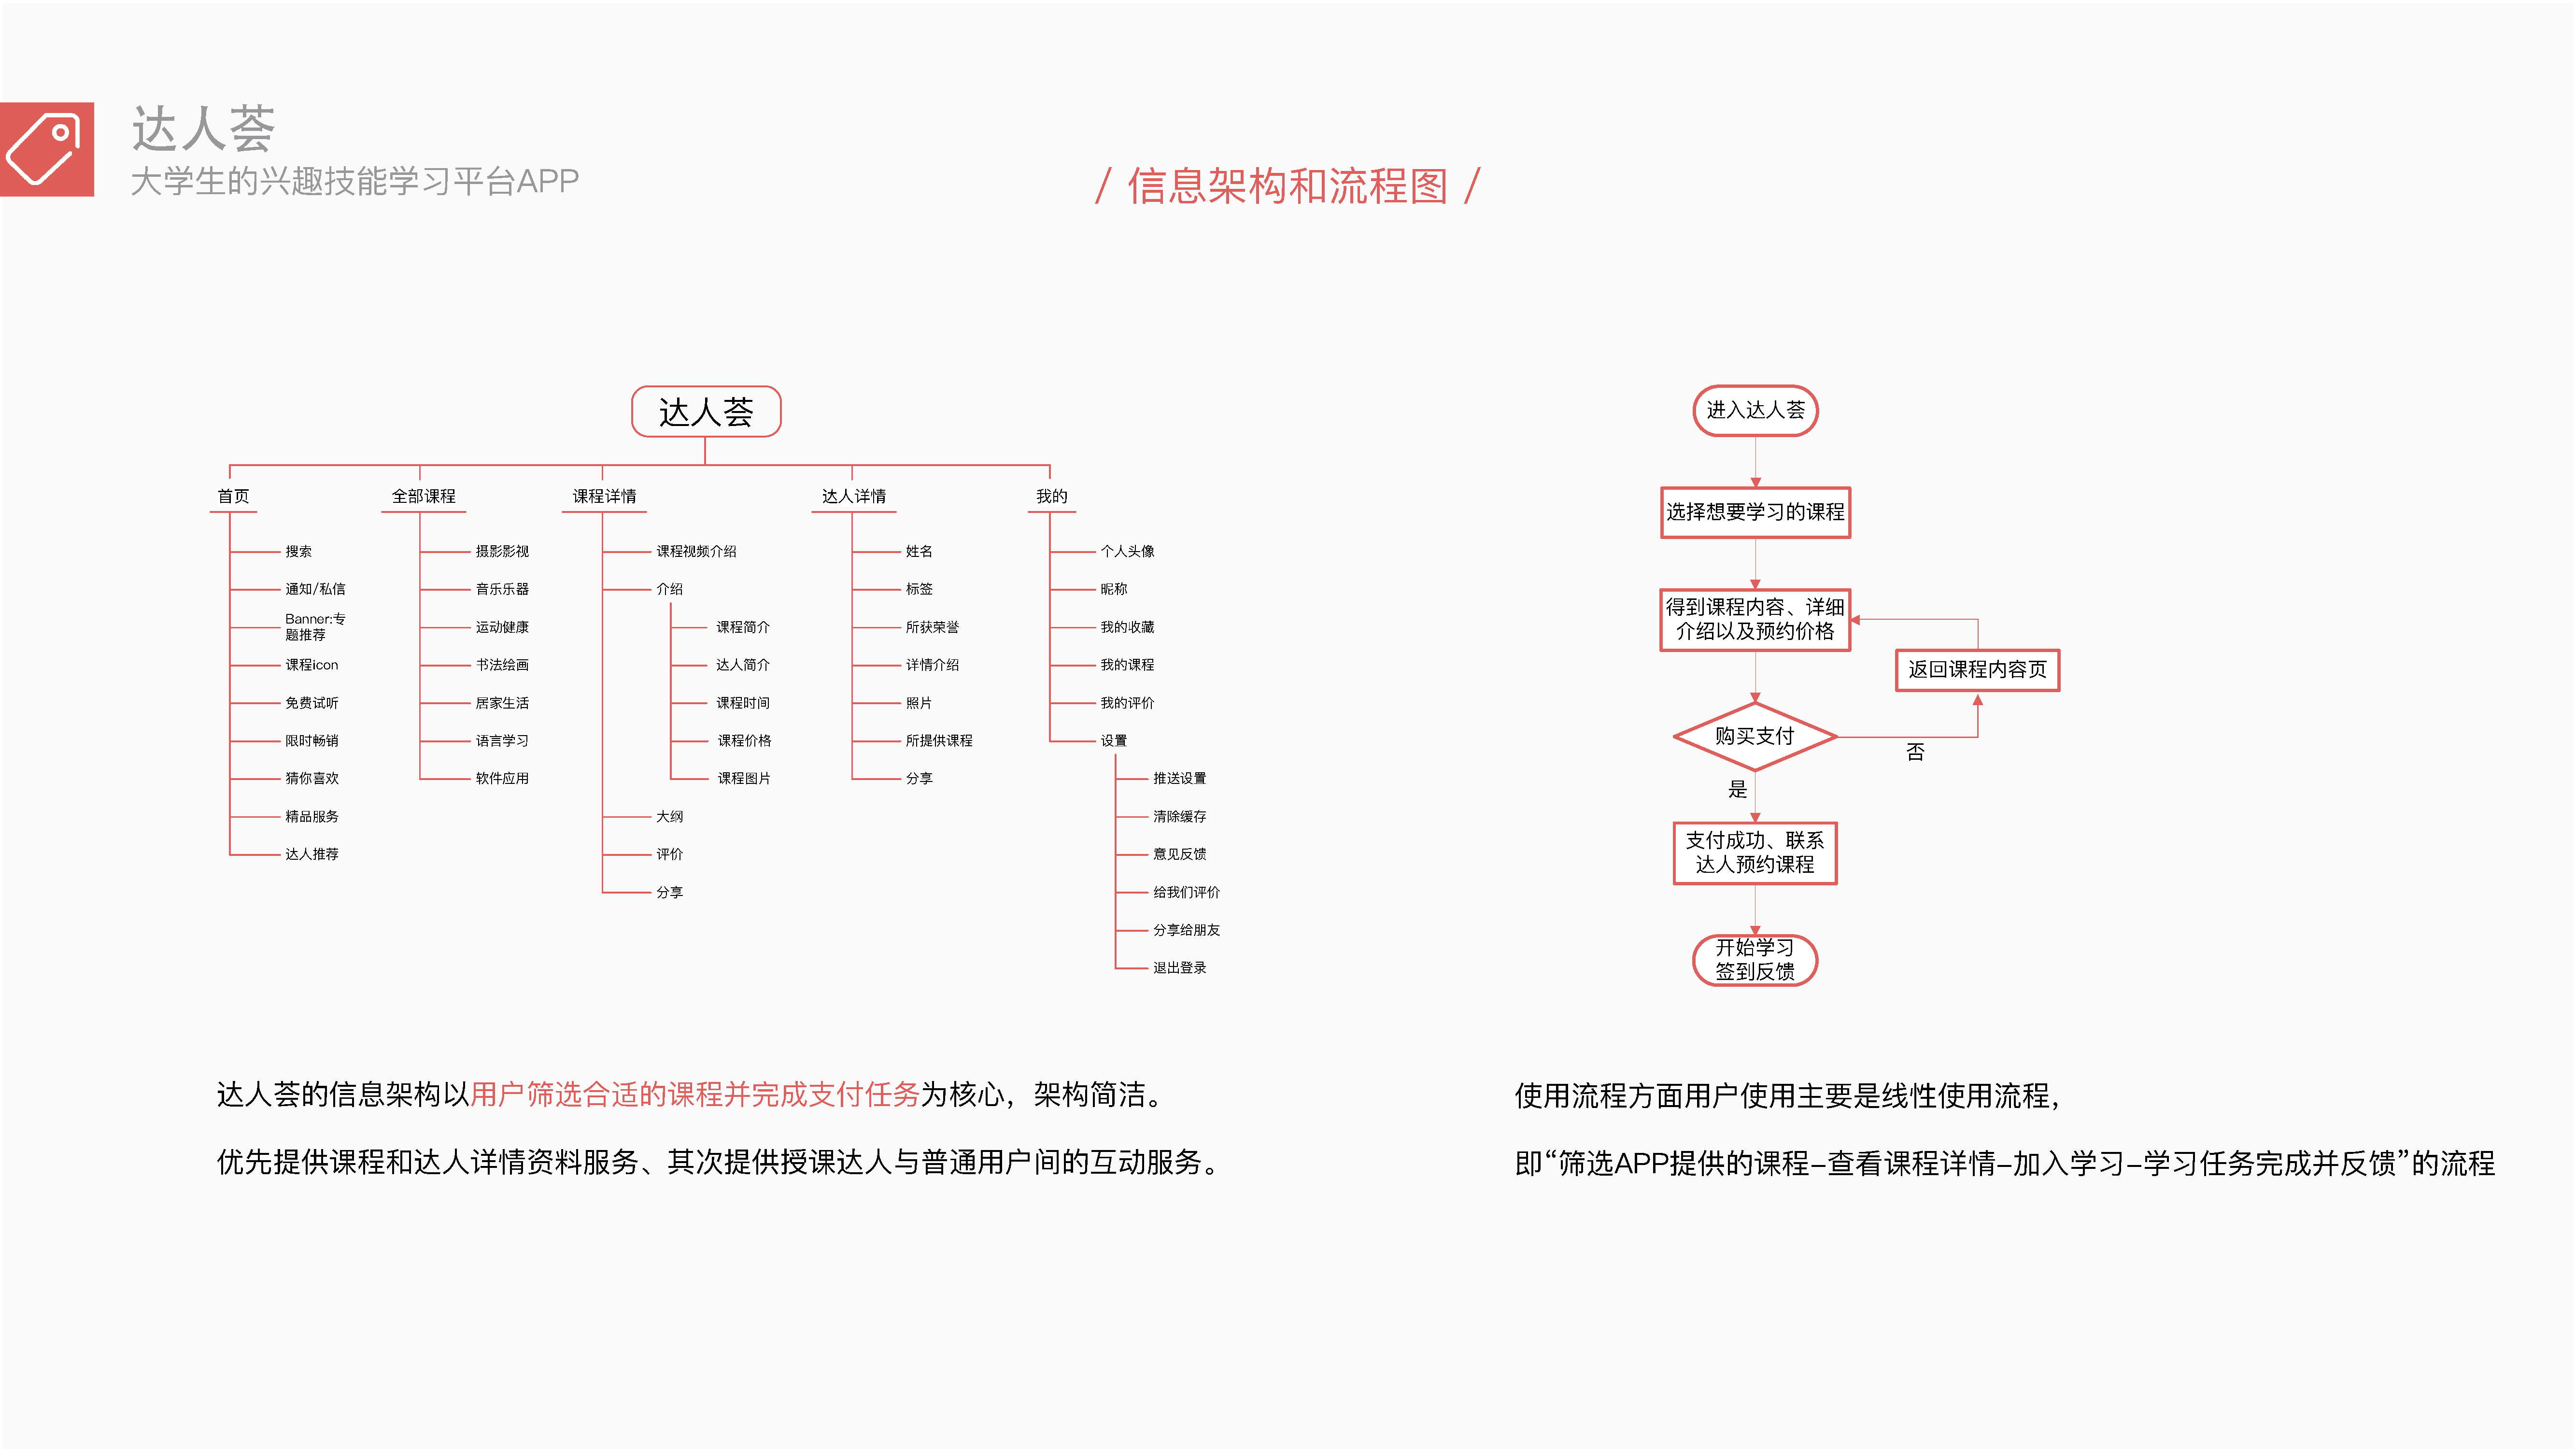 达人荟
大学生的兴趣技能学习平台APP
/ 信息架构和流程图 /
达人荟
首页
搜索
通知/私信
Banner:专
题推荐
课程icon
免费试听
限时畅销
猜你喜欢
精品服务
达人推荐
全部课程
摄影影视
音乐乐器
运动健康
书法绘画
居家生活
语言学习
软件应用
课程详情
课程视频介绍
介绍
课程简介
达人简介
课程时间
课程价格
课程图片
大纲
评价
分享
达人详情
姓名
标签
所获荣誉
详情介绍
照片
所提供课程
分享
我的
个人头像
昵称
我的收藏
我的课程
我的评价
设置
推送设置
清除缓存
意见反馈
给我们评价
分享给朋友
退出登录
进入达人荟
选择想要学习的课程
得到课程内容、详细
介绍以及预约价格
返回课程内容页
购买支付
否
是
支付成功、联系
达人预约课程
开始学习
签到反馈
达人荟的信息架构以用户筛选合适的课程并完成支付任务为核心，架构简洁。
优先提供课程和达人详情资料服务、其次提供授课达人与普通用户间的互动服务。
使用流程方面用户使用主要是线性使用流程，
即“筛选APP提供的课程–查看课程详情–加入学习–学习任务完成并反馈”的流程